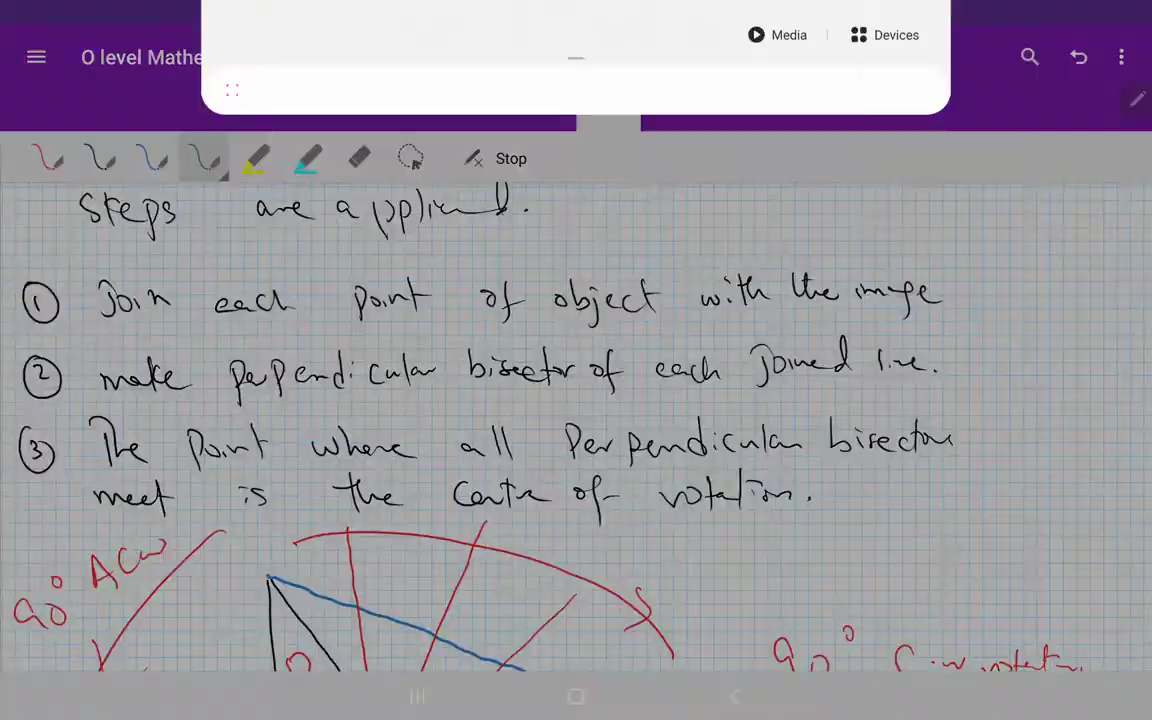 Media
Devices
O level Mathe
Stop
Steps are applied.
① Join each point of object with the image
② make perpendicular bisector of each joined line.
③ The Point where all Perpendicular bisectors
meet is the centre of rotation.
90° ACW
90° C.w rotation